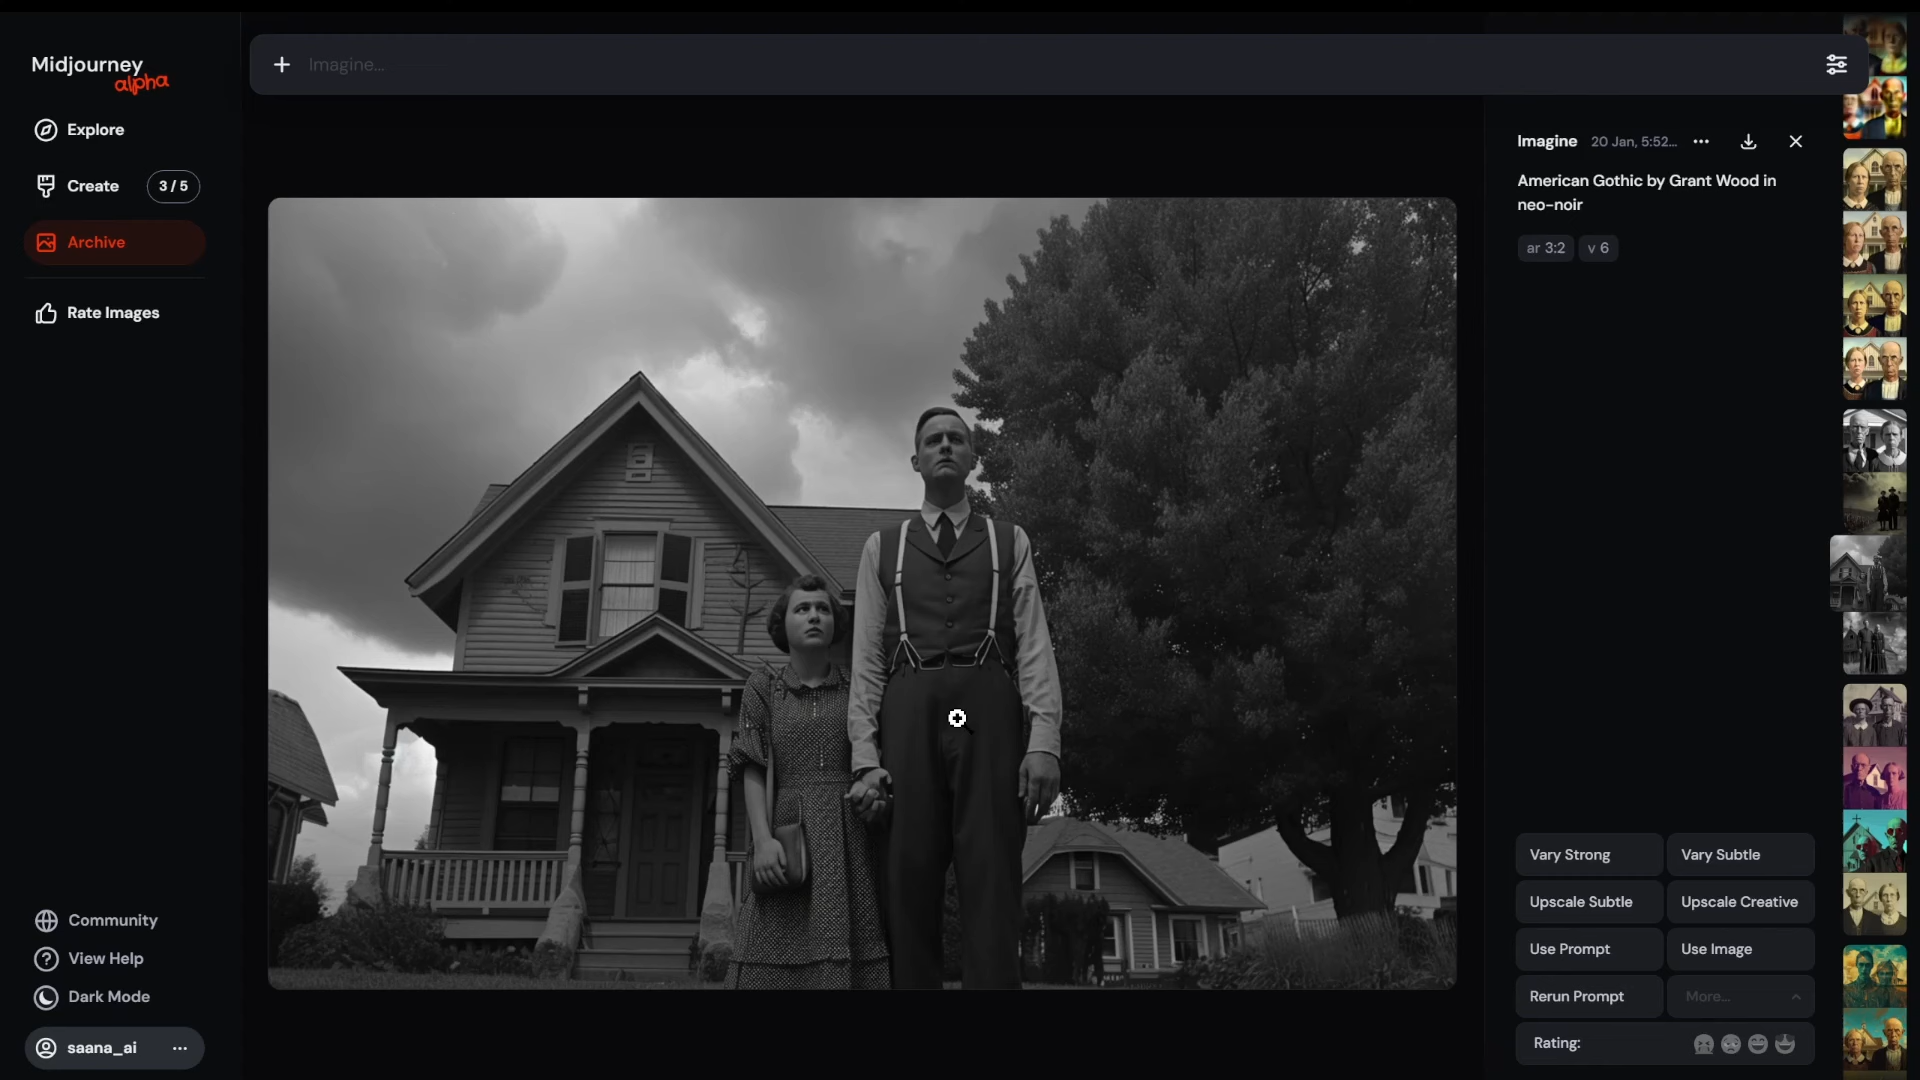 Midjourney
alpha
Imagine...
Explore
Create 3 / 5
Archive
Rate Images
Imagine 20 Jan, 5:52...
American Gothic by Grant Wood in
neo-noir
ar 3:2 v 6
Vary Strong Vary Subtle
Upscale Subtle Upscale Creative
Use Prompt Use Image
Rerun Prompt More...
Rating:
Community
View Help
Dark Mode
saana_ai